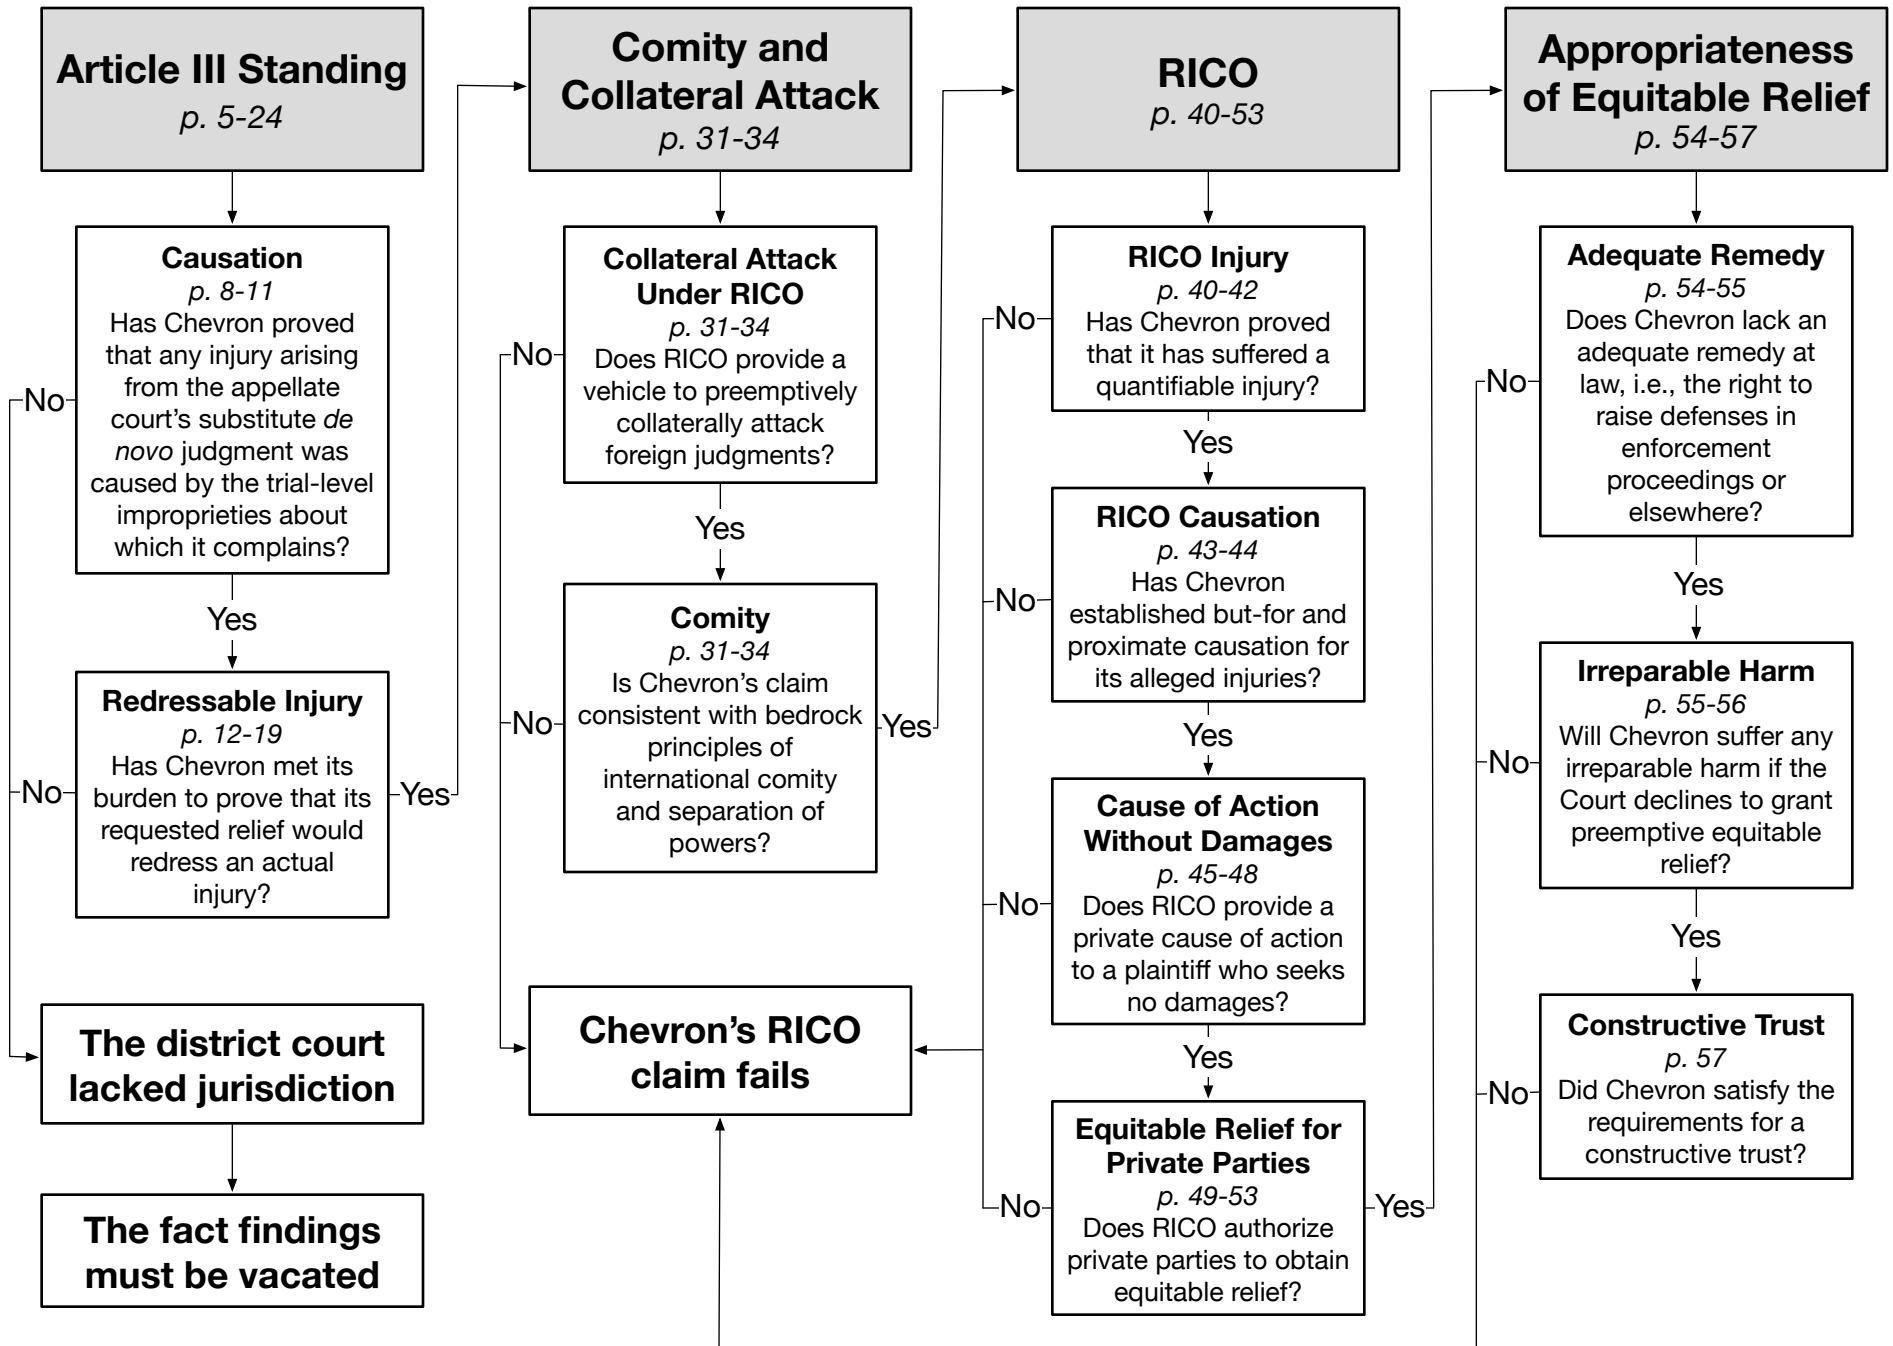 Article III Standing
p. 5-24
Causation
p. 8-11
Has Chevron proved
that any injury arising
from the appellate
court’s substitute de
novo judgment was
caused by the trial-level
improprieties about
which it complains?
No
Yes
Redressable Injury
p. 12-19
Has Chevron met its
burden to prove that its
requested relief would
redress an actual
injury?
No
Yes
The district court
lacked jurisdiction
The fact findings
must be vacated
Comity and
Collateral Attack
p. 31-34
Collateral Attack
Under RICO
p. 31-34
Does RICO provide a
vehicle to preemptively
collaterally attack
foreign judgments?
No
Yes
Comity
p. 31-34
Is Chevron’s claim
consistent with bedrock
principles of
international comity
and separation of
powers?
No
Yes
Chevron’s RICO
claim fails
RICO
p. 40-53
RICO Injury
p. 40-42
Has Chevron proved
that it has suffered a
quantifiable injury?
No
Yes
RICO Causation
p. 43-44
Has Chevron
established but-for and
proximate causation for
its alleged injuries?
No
Yes
Cause of Action
Without Damages
p. 45-48
Does RICO provide a
private cause of action
to a plaintiff who seeks
no damages?
No
Yes
Equitable Relief for
Private Parties
p. 49-53
Does RICO authorize
private parties to obtain
equitable relief?
No
Yes
Appropriateness
of Equitable Relief
p. 54-57
Adequate Remedy
p. 54-55
Does Chevron lack an
adequate remedy at
law, i.e., the right to
raise defenses in
enforcement
proceedings or
elsewhere?
No
Yes
Irreparable Harm
p. 55-56
Will Chevron suffer any
irreparable harm if the
Court declines to grant
preemptive equitable
relief?
No
Yes
Constructive Trust
p. 57
Did Chevron satisfy the
requirements for a
constructive trust?
No